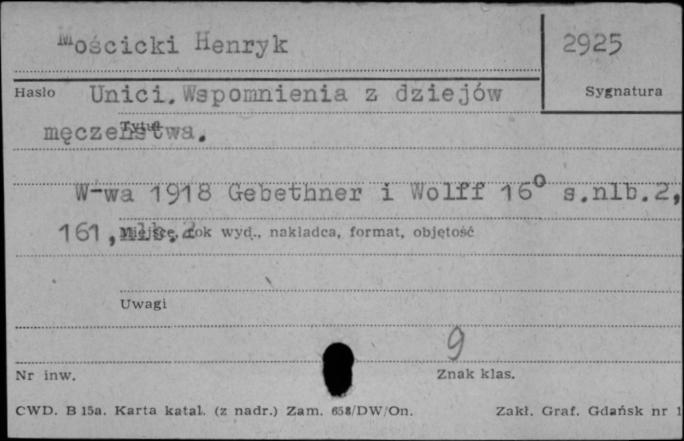 Mościcki Henryk
2925
Hasło Unici. Wspomnienia z dziejów
Sygnatura
męczeństwa.
Tytuł
W-wa 1918 Gebethner i Wolff 16⁰ s.nlb.2,
161, nlb.2
Miejsce, rok wyd., nakładca, format, objętość
Uwagi
9
Nr inw.
Znak klas.
CWD. B 15a. Karta katal. (z nadr.) Zam. 658/DW/On.
Zakł. Graf. Gdańsk nr 1